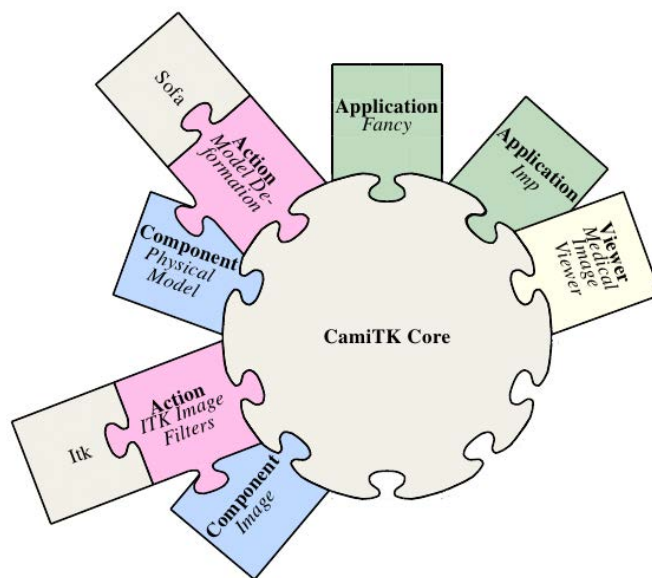 Sofa
Action
Model De-
formation
Application
Fancy
Application
Imp
Component
Physical
Model
Viewer
Medical
Image
Viewer
CamiTK Core
Action
ITK Image
Filters
Itk
Component
Image